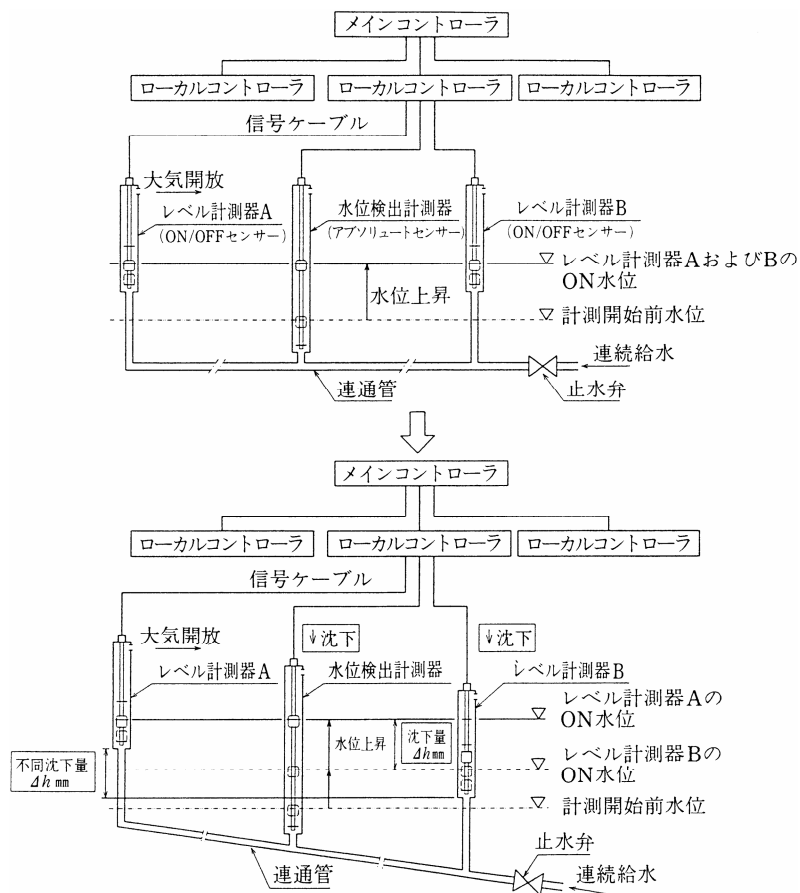 メインコントローラ
ローカルコントローラ
ローカルコントローラ
ローカルコントローラ
信号ケーブル
大気開放
レベル計測器A
(ON/OFFセンサー)
水位検出計測器
(アブソリュートセンサー)
レベル計測器B
(ON/OFFセンサー)
レベル計測器AおよびBの
ON水位
水位上昇
計測開始前水位
連続給水
連通管
止水弁
メインコントローラ
ローカルコントローラ
ローカルコントローラ
ローカルコントローラ
信号ケーブル
大気開放
↓沈下
↓沈下
レベル計測器A
水位検出計測器
レベル計測器B
レベル計測器Aの
ON水位
水位上昇
沈下量
Δh mm
不同沈下量
Δh mm
レベル計測器Bの
ON水位
計測開始前水位
止水弁
連通管
連続給水